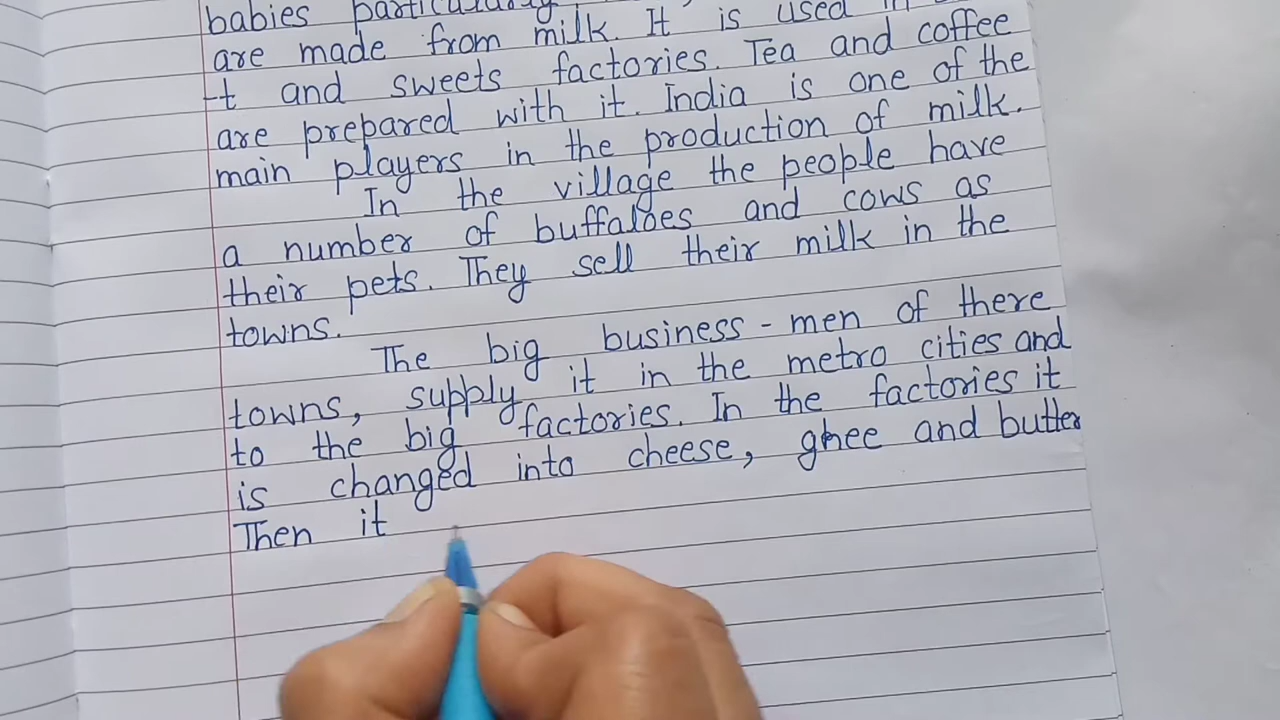 babies particularly
are made from milk. It is used in
-t and sweets factories. Tea and coffee
are prepared with it. India is one of the
main players in the production of milk.
In the village the people have
a number of buffaloes and cows as
their pets. They sell their milk in the
towns.
The big business-men of there
towns, supply it in the metro cities and
to the big factories. In the factories it
is changed into cheese, ghee and butter
Then it